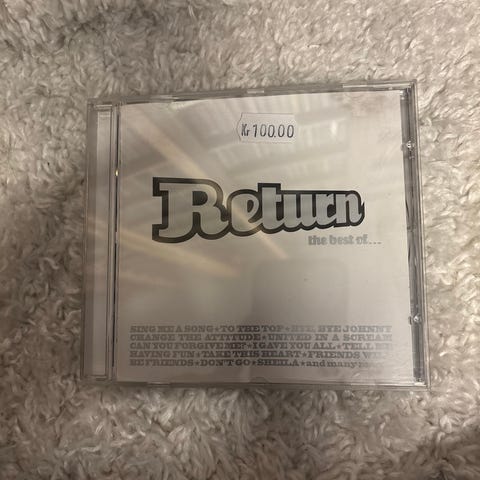 Kr 100.00
Return
the best of...
SING ME A SONG★TO THE TOP★BYE, BYE JOHNNY
CHANGE THE ATTITUDE★UNITED IN A SCREAM
CAN YOU FORGIVE ME?★I GAVE YOU ALL★TELL ME
HAVING FUN★TAKE THIS HEART★FRIENDS WILL
BE FRIENDS★DON'T GO★SHEILA★and many